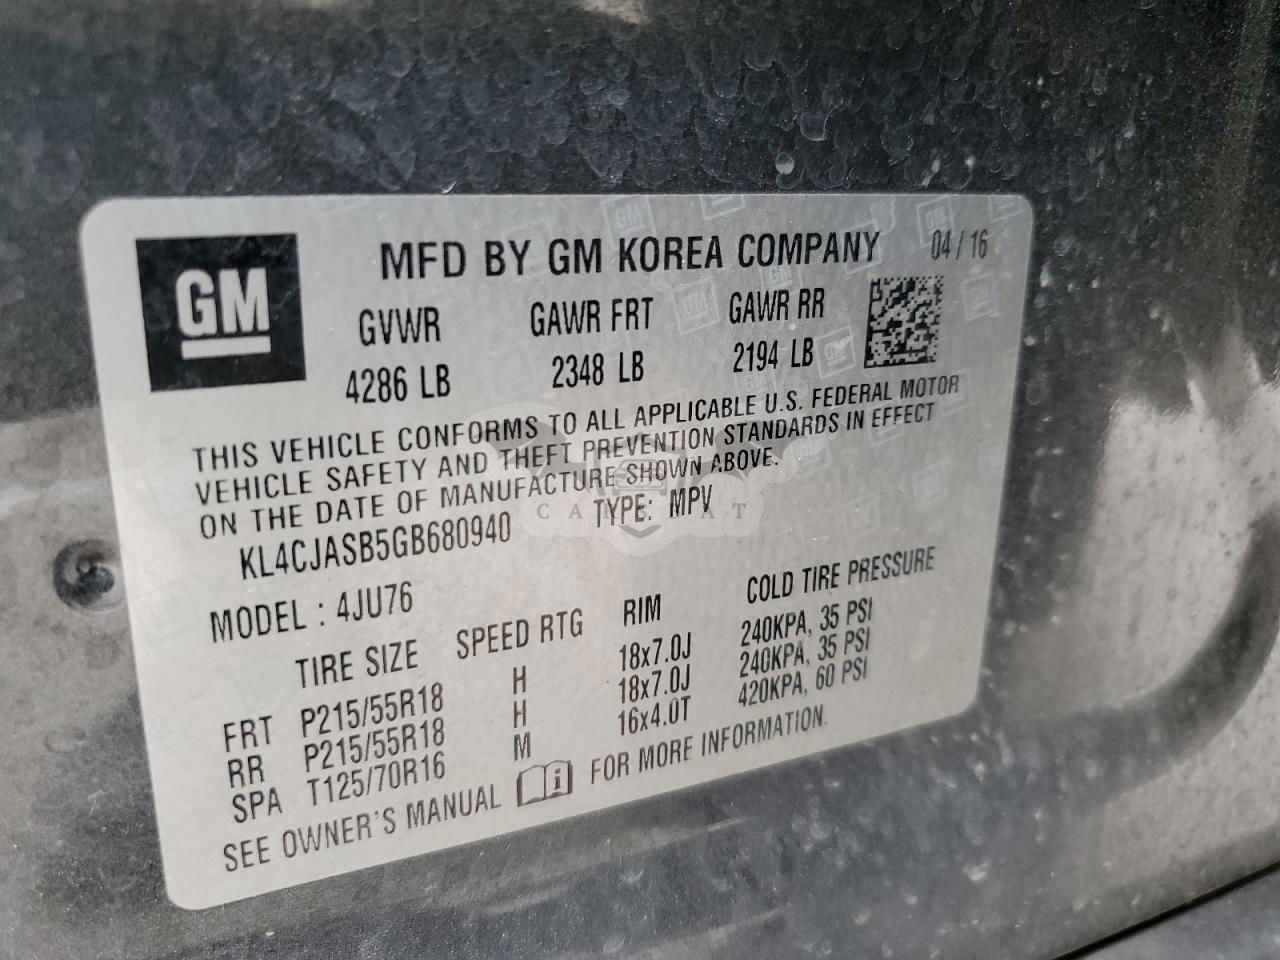 GM
MFD BY GM KOREA COMPANY 04/16
GVWR GAWR FRT GAWR RR
4286 LB 2348 LB 2194 LB
THIS VEHICLE CONFORMS TO ALL APPLICABLE U.S. FEDERAL MOTOR
VEHICLE SAFETY AND THEFT PREVENTION STANDARDS IN EFFECT
ON THE DATE OF MANUFACTURE SHOWN ABOVE.
KL4CJASB5GB680940 TYPE: MPV
MODEL : 4JU76
TIRE SIZE SPEED RTG RIM COLD TIRE PRESSURE
FRT P215/55R18 H 18x7.0J 240KPA, 35 PSI
RR P215/55R18 H 18x7.0J 240KPA, 35 PSI
SPA T125/70R16 M 16x4.0T 420KPA, 60 PSI
SEE OWNER'S MANUAL FOR MORE INFORMATION.